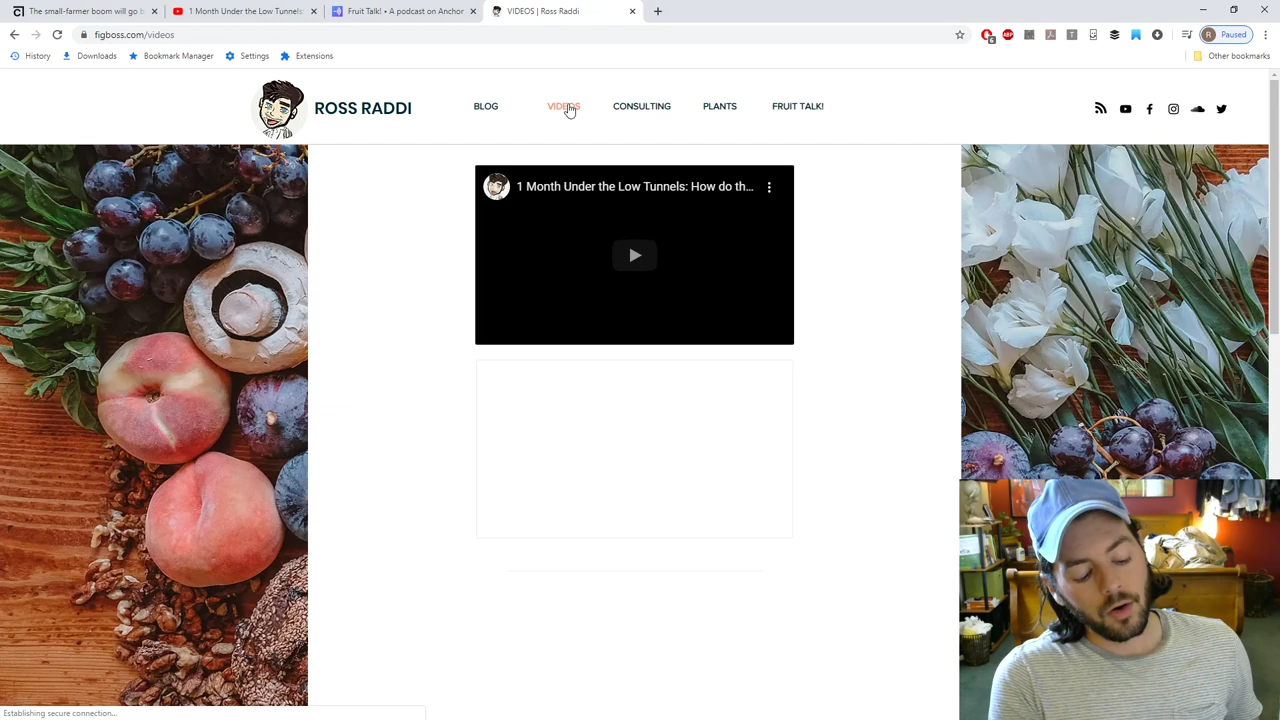 The small-farmer boom will go b
1 Month Under the Low Tunnels:
Fruit Talk! • A podcast on Anchor
VIDEOS | Ross Raddi
figboss.com/videos
6
ABP
R
Paused
History
Downloads
Bookmark Manager
Settings
Extensions
Other bookmarks
ROSS RADDI
BLOG
VIDEOS
CONSULTING
PLANTS
FRUIT TALK!
1 Month Under the Low Tunnels: How do th...
Establishing secure connection...